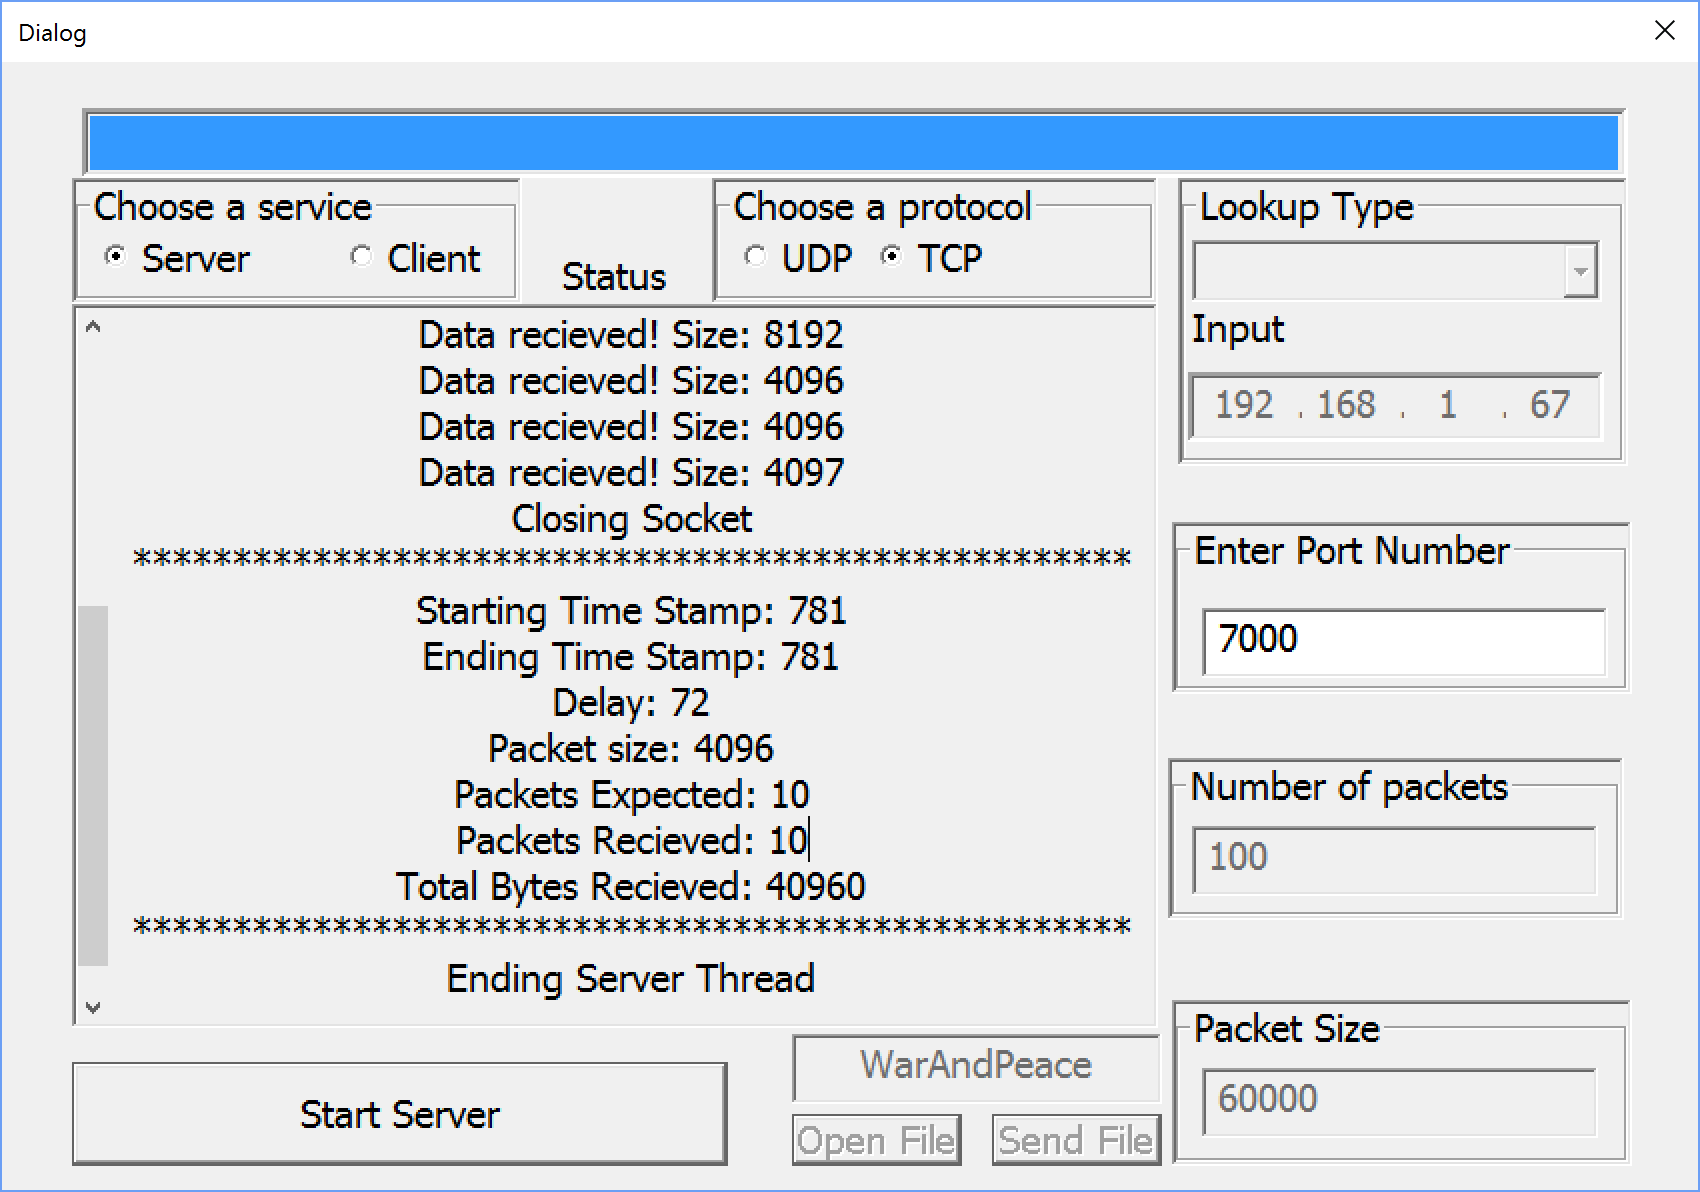 Dialog
Choose a service
Server Client
Status
Choose a protocol
UDP TCP
Lookup Type
Input
192 . 168 . 1 . 67
Data recieved! Size: 8192
Data recieved! Size: 4096
Data recieved! Size: 4096
Data recieved! Size: 4097
Closing Socket
**************************************************
Starting Time Stamp: 781
Ending Time Stamp: 781
Delay: 72
Packet size: 4096
Packets Expected: 10
Packets Recieved: 10
Total Bytes Recieved: 40960
**************************************************
Ending Server Thread
Enter Port Number
7000
Number of packets
100
Packet Size
60000
Start Server
WarAndPeace
Open File Send File